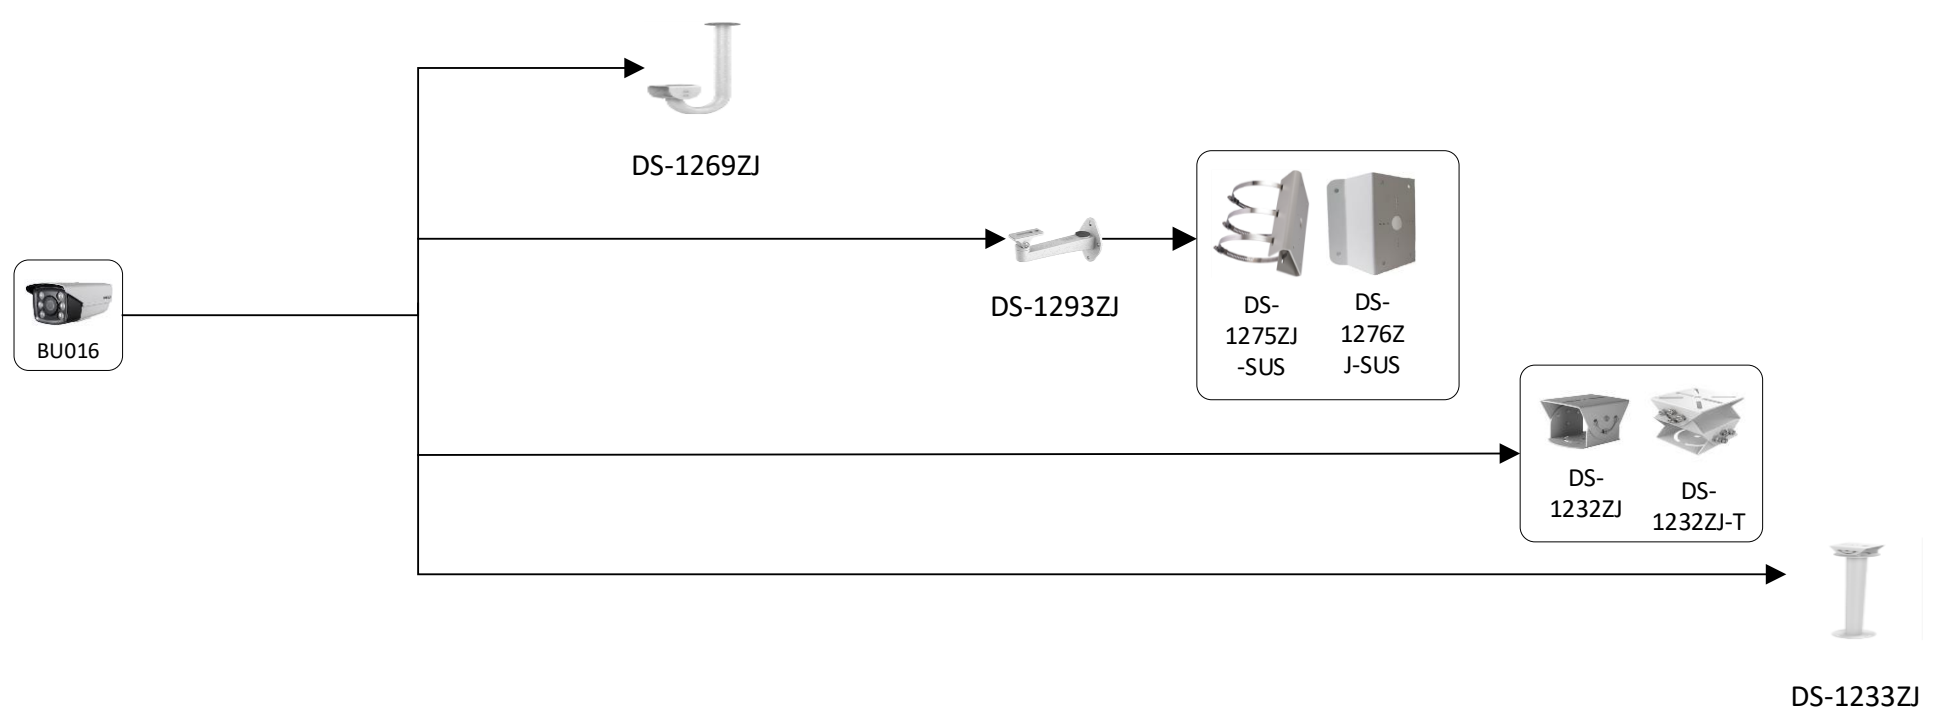 DS-1269ZJ
DS-1293ZJ
DS-
1275ZJ
-SUS
DS-
1276Z
J-SUS
BU016
DS-
1232ZJ
DS-
1232ZJ-T
DS-1233ZJ